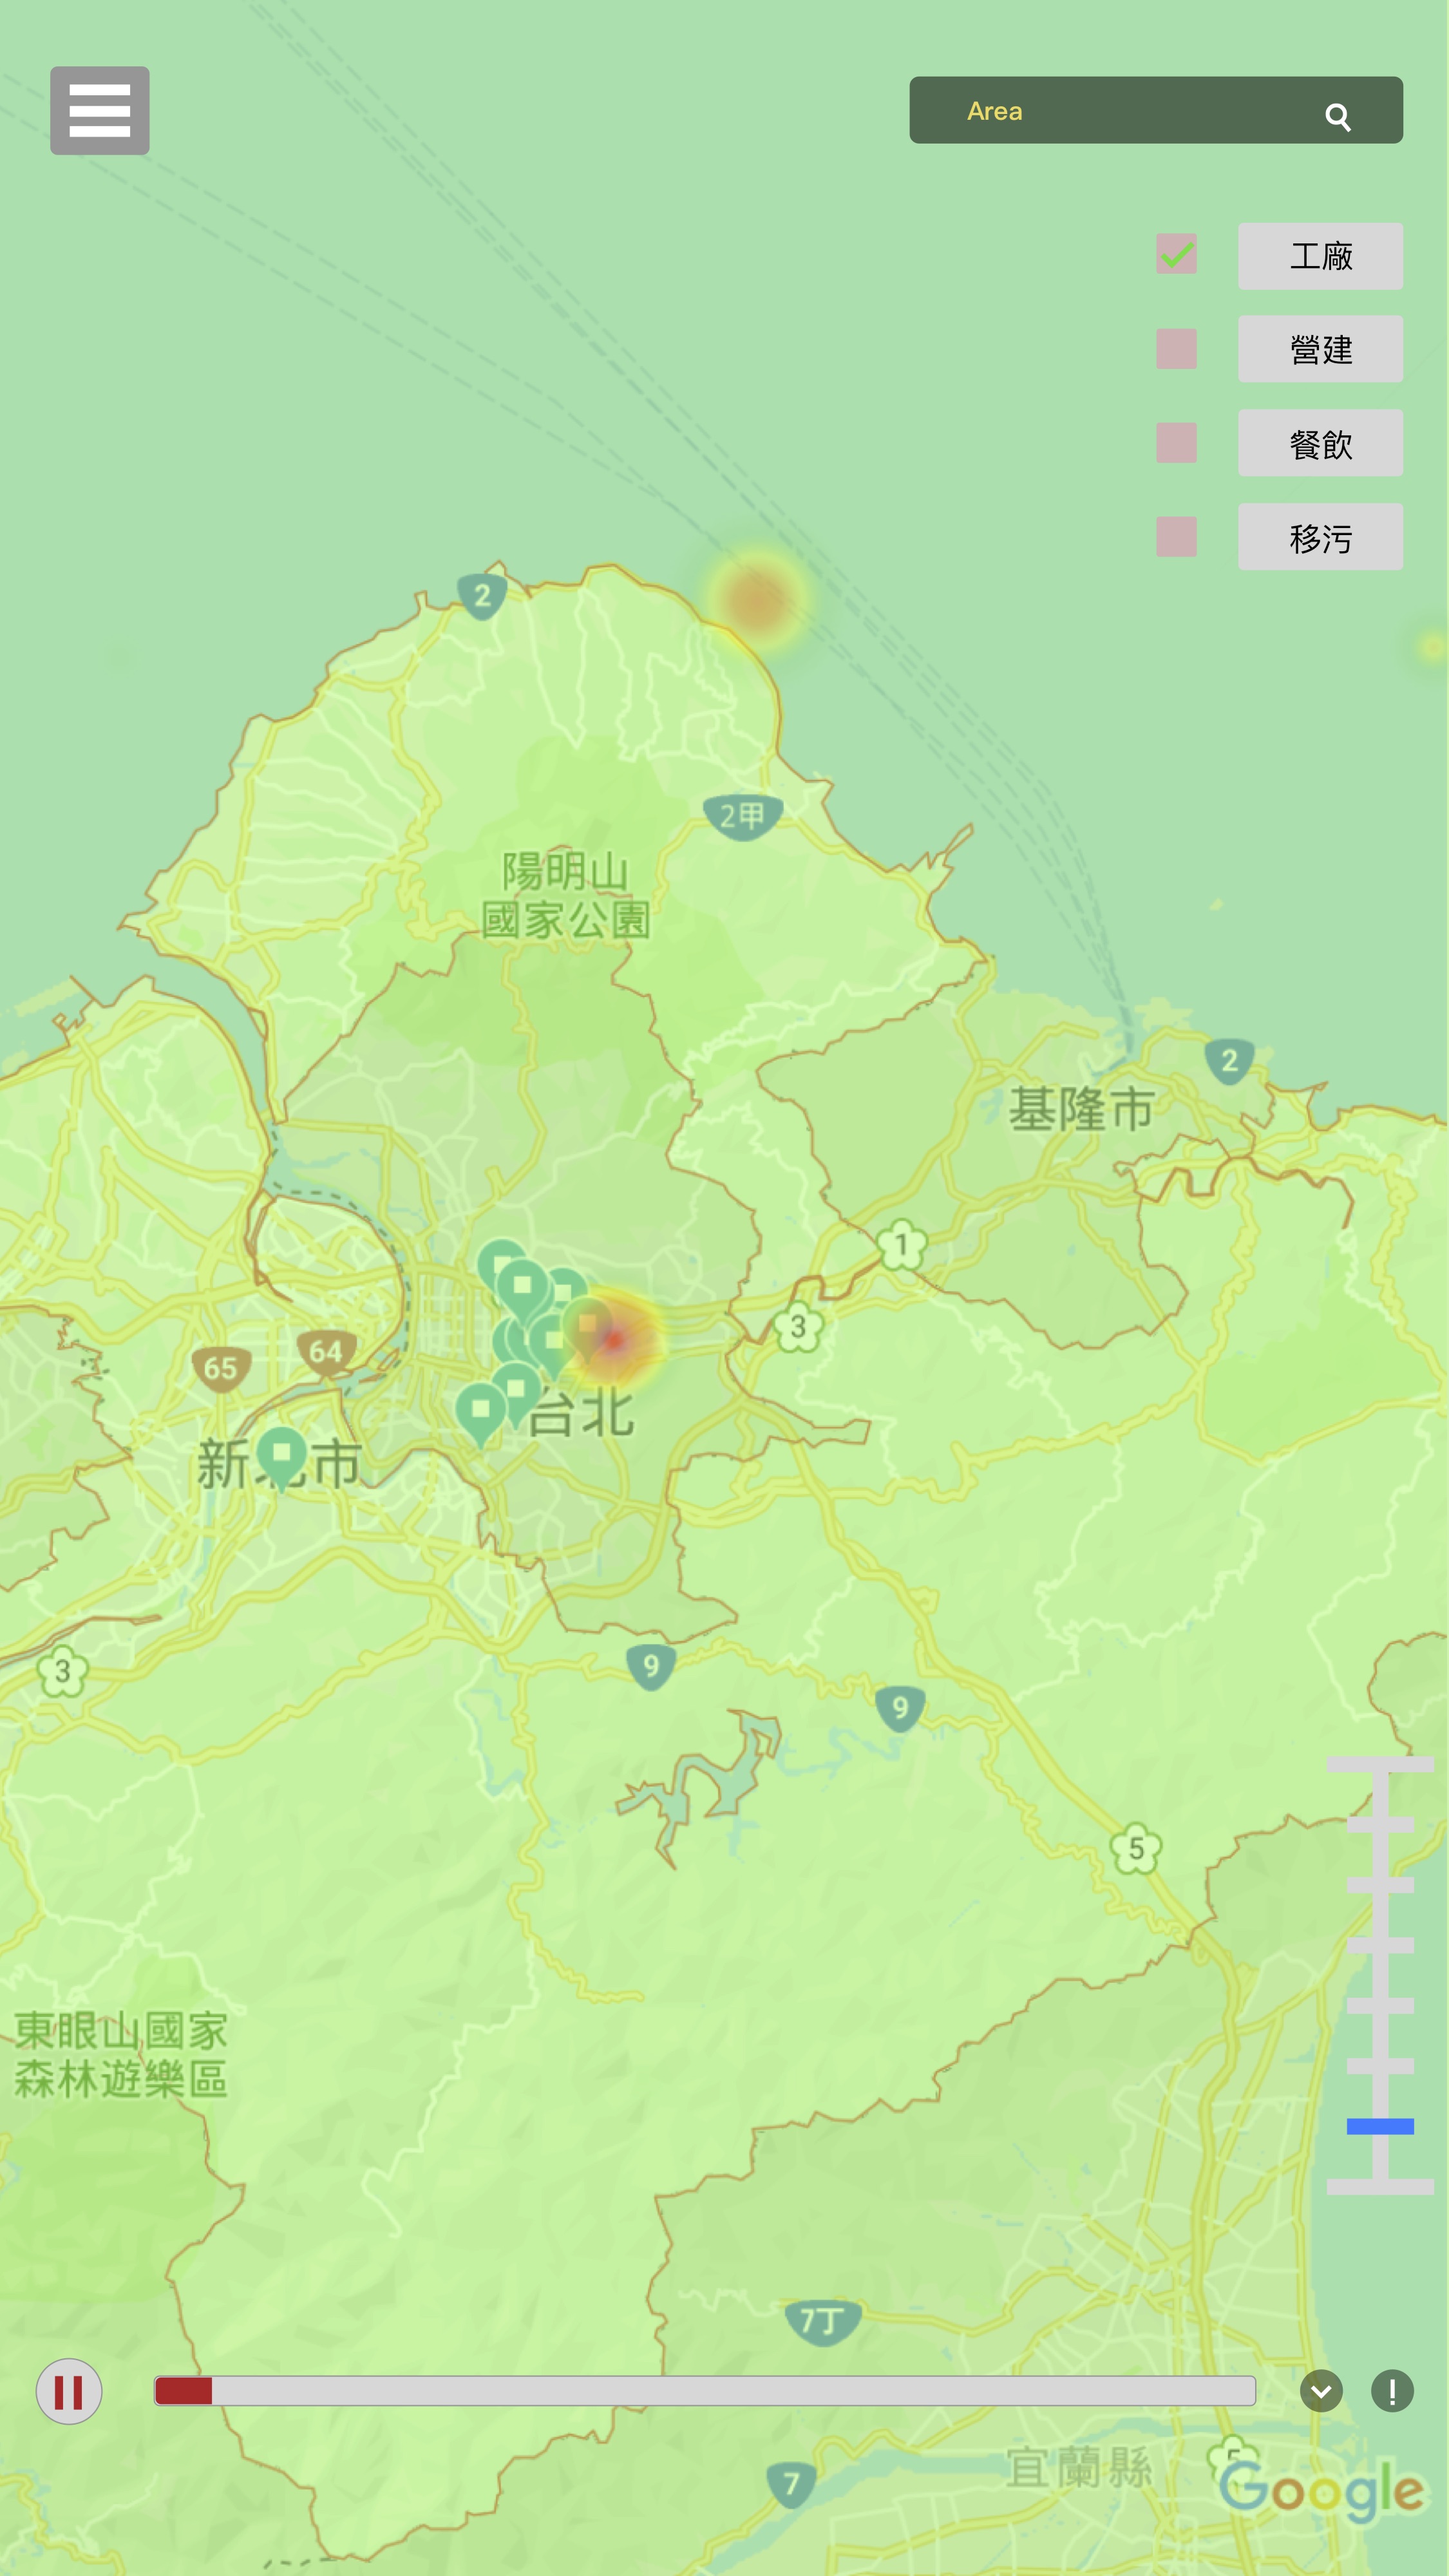 Area
工廠
營建
餐飲
移污
2
2甲
陽明山
國家公園
2
基隆市
1
3
64
65
台北
新北市
9
3
9
5
東眼山國家
森林遊樂區
7丁
宜蘭縣
5
7
Google